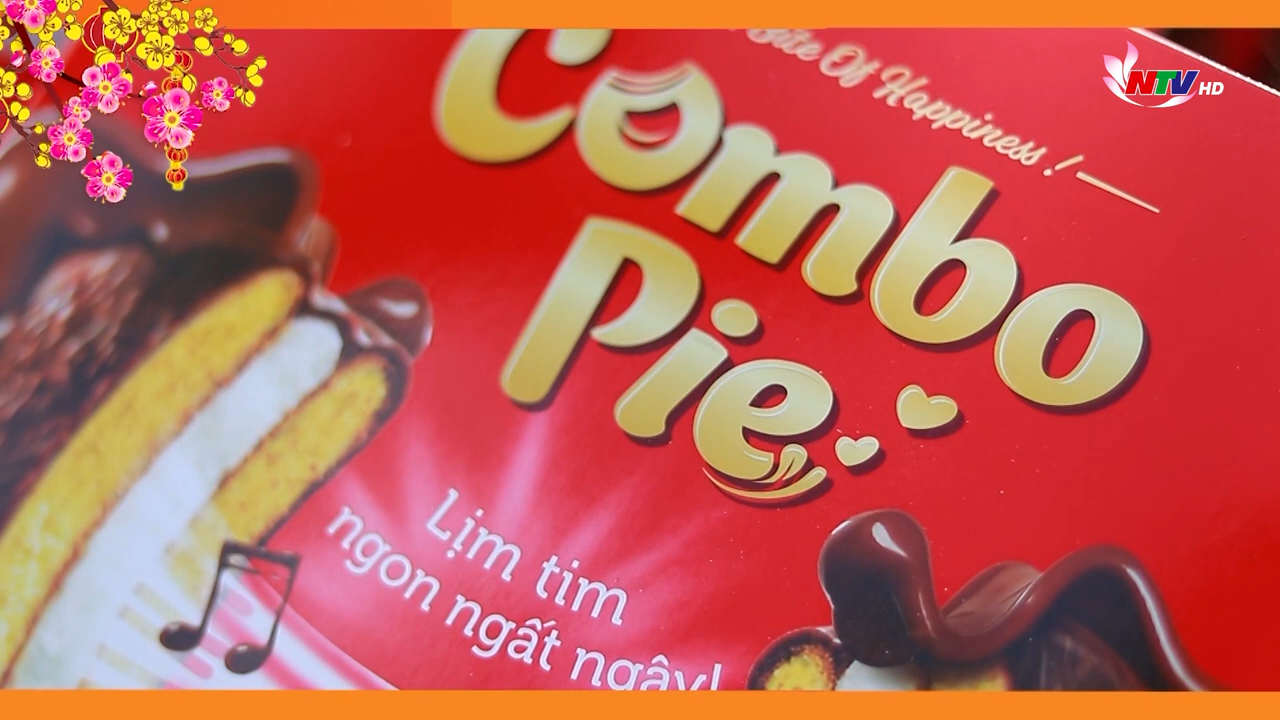 Bite Of Happiness!
NTV HD
Combo
Pie
Lịm tim
ngon ngất ngây!